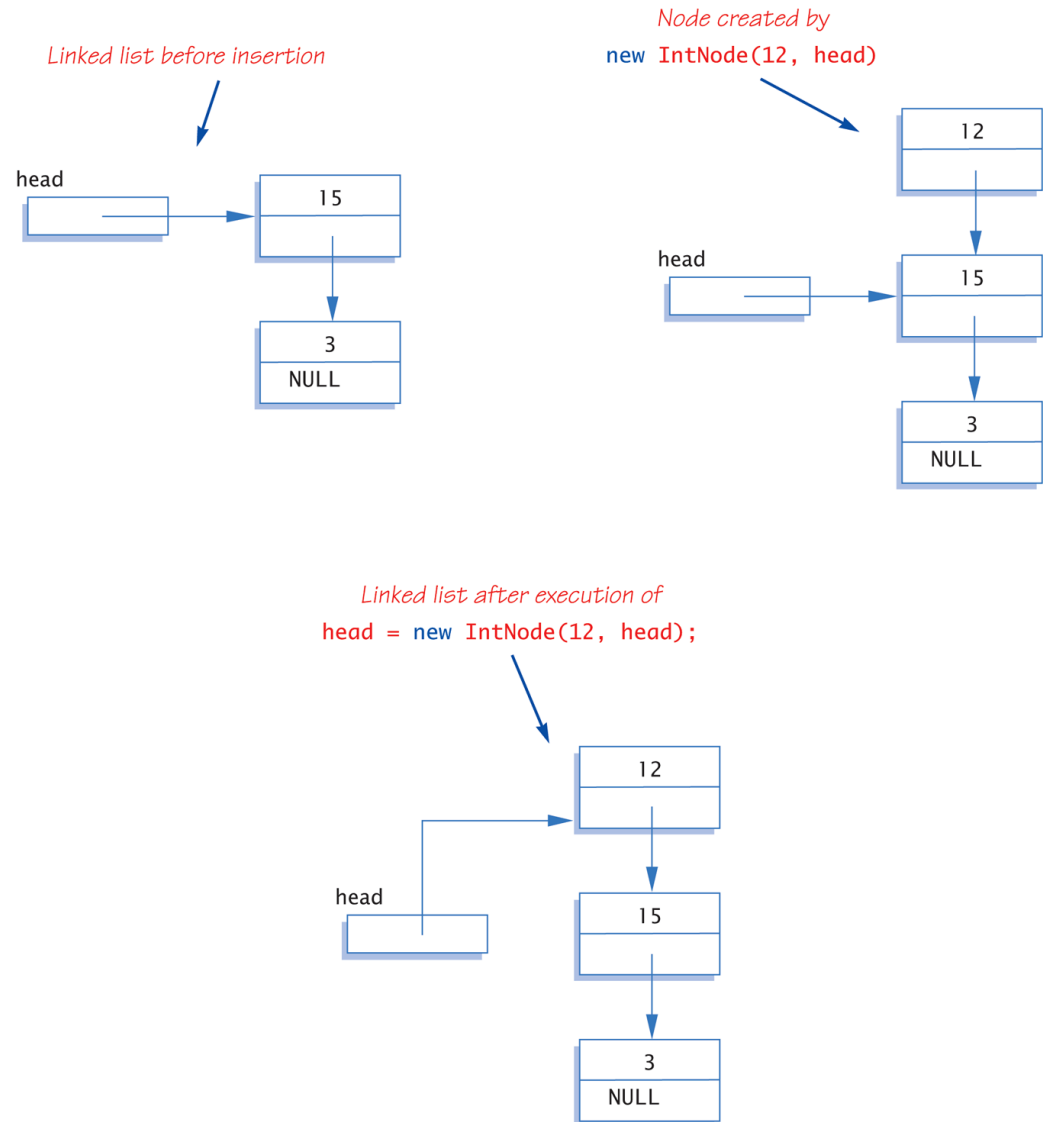 Linked list before insertion
head
15
3
NULL
Node created by
new IntNode(12, head)
12
head
15
3
NULL
Linked list after execution of
head = new IntNode(12, head);
12
head
15
3
NULL